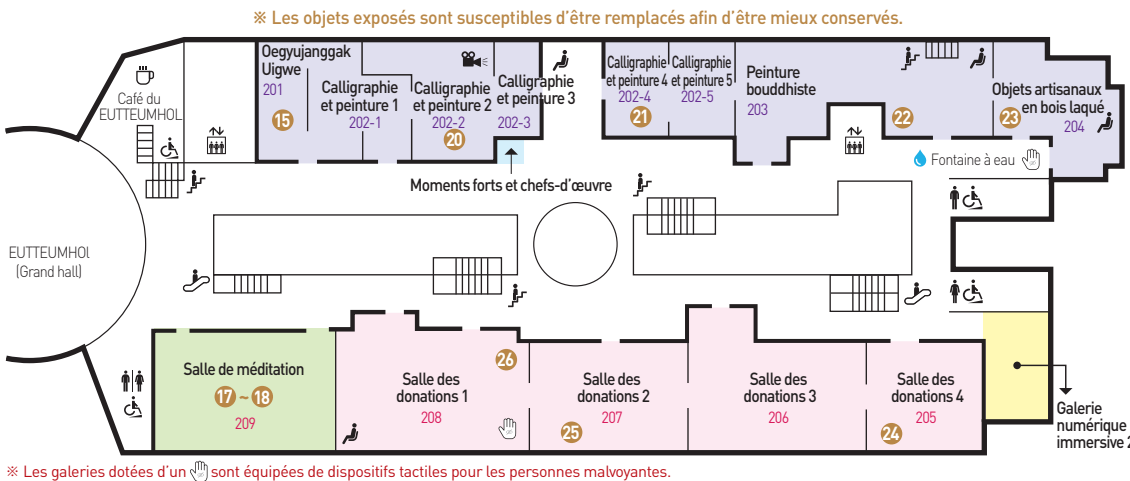 ※ Les objets exposés sont susceptibles d'être remplacés afin d'être mieux conservés.
Oegyujanggak
Uigwe
201
15
Calligraphie
et peinture 1
202-1
Calligraphie
et peinture 2
202-2
20
Calligraphie
et peinture 3
202-3
Calligraphie
et peinture 4
202-4
21
Calligraphie
et peinture 5
202-5
Peinture
bouddhiste
203
22
Objets artisanaux
en bois laqué
23
204
Café du
EUTTEUMHOL
Moments forts et chefs-d'œuvre
Fontaine à eau
EUTTEUMHOl
(Grand hall)
Salle de méditation
17 ~ 18
209
26
Salle des
donations 1
208
Salle des
donations 2
207
25
Salle des
donations 3
206
Salle des
donations 4
205
24
Galerie
numérique
immersive 2
※ Les galeries dotées d'un sont équipées de dispositifs tactiles pour les personnes malvoyantes.